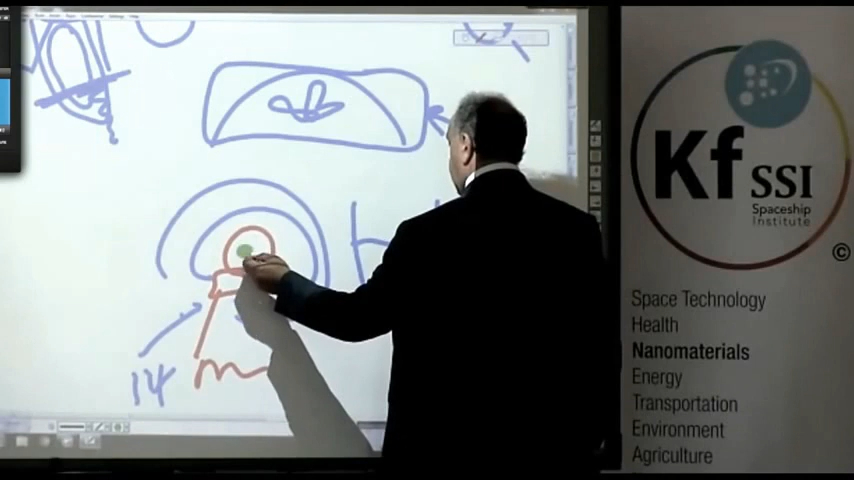 14
m
Kf SSI
Spaceship
Institute
©
Space Technology
Health
Nanomaterials
Energy
Transportation
Environment
Agriculture